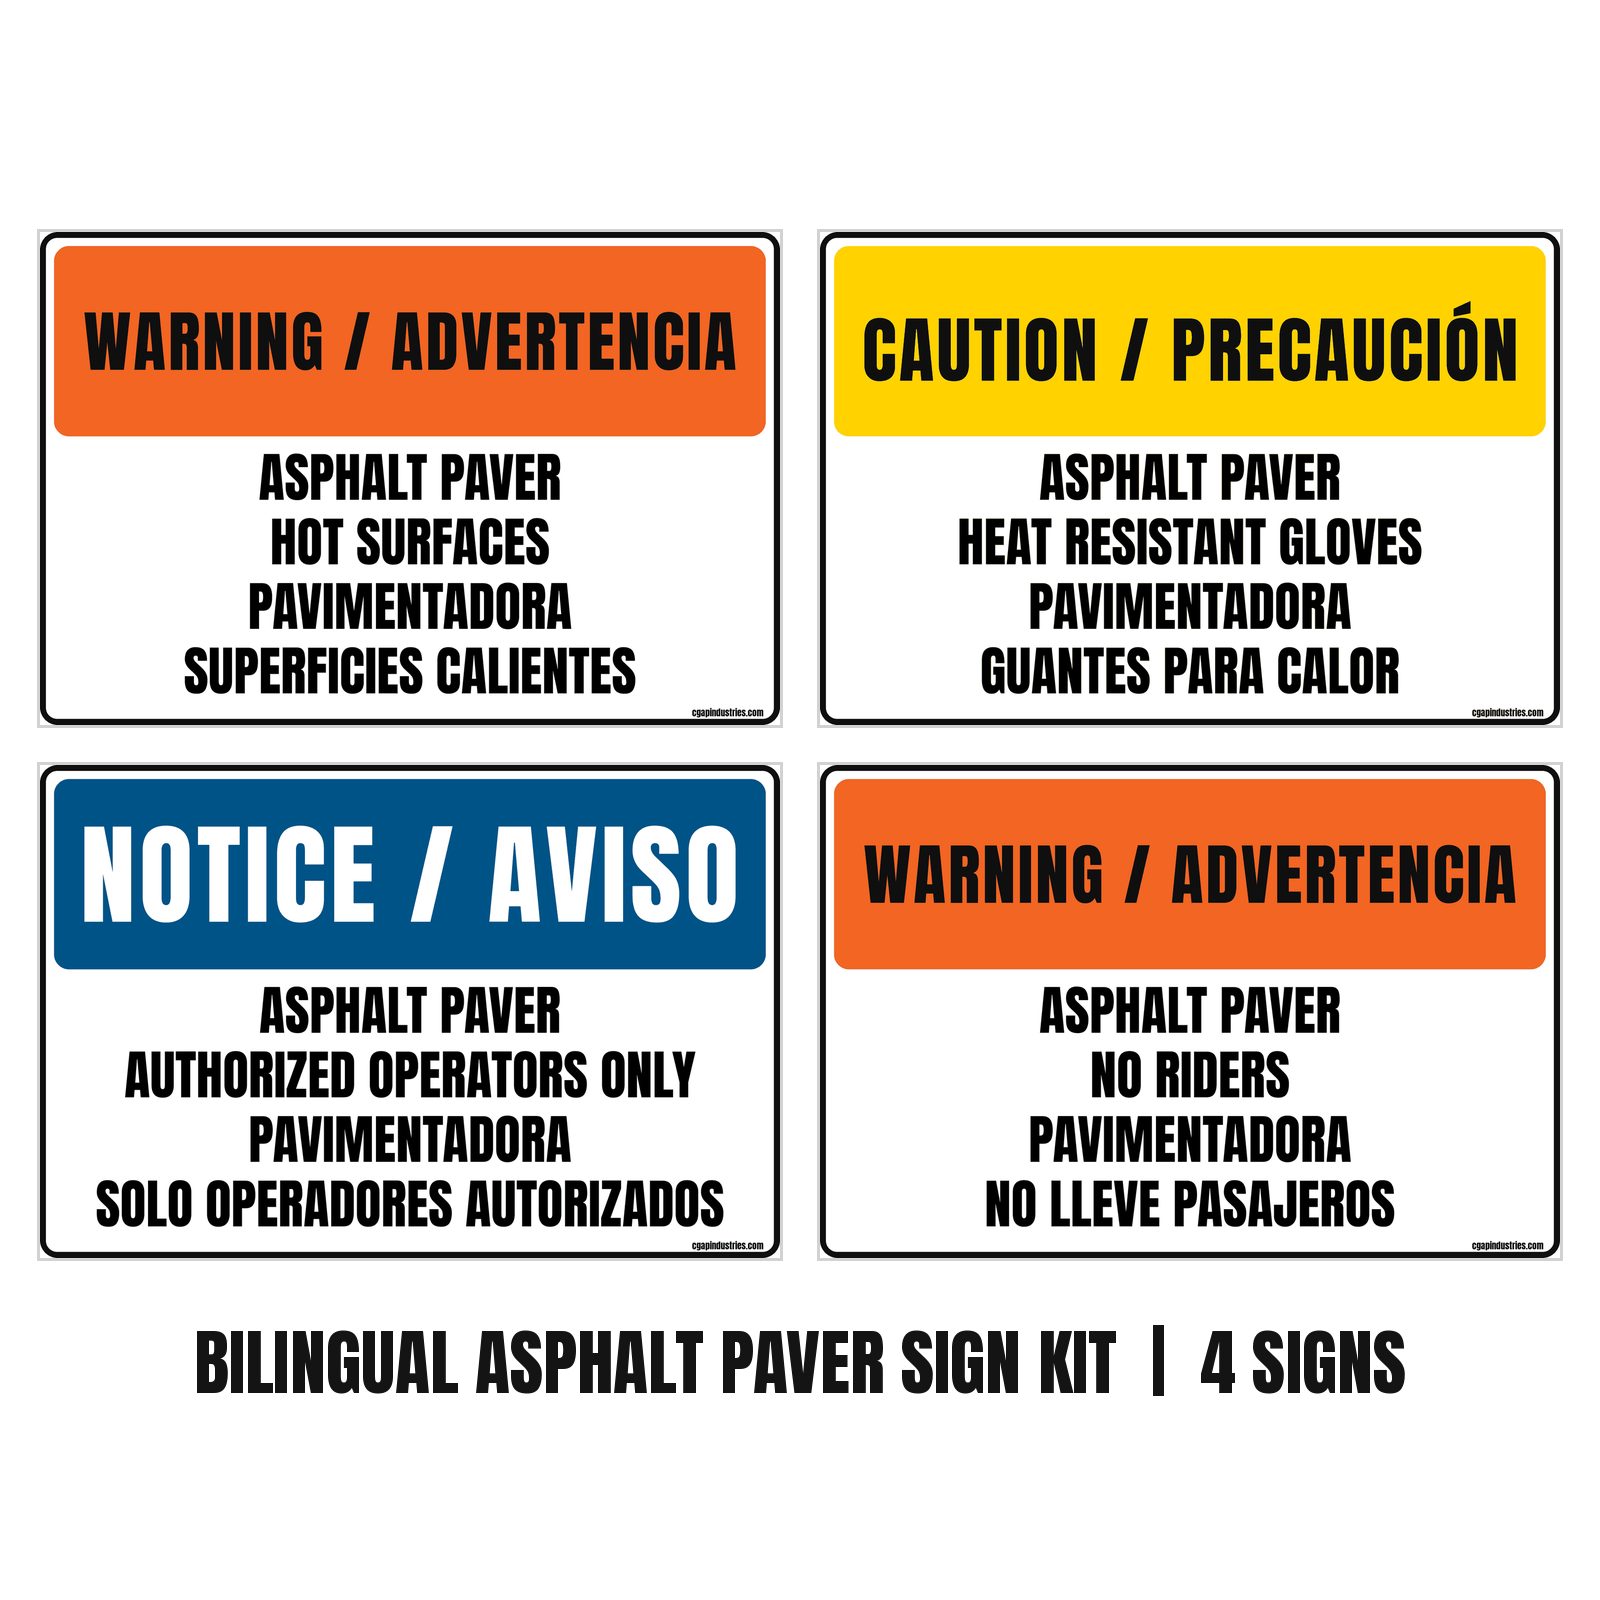 WARNING / ADVERTENCIA
ASPHALT PAVER
HOT SURFACES
PAVIMENTADORA
SUPERFICIES CALIENTES
cgapindustries.com
CAUTION / PRECAUCIÓN
ASPHALT PAVER
HEAT RESISTANT GLOVES
PAVIMENTADORA
GUANTES PARA CALOR
cgapindustries.com
NOTICE / AVISO
ASPHALT PAVER
AUTHORIZED OPERATORS ONLY
PAVIMENTADORA
SOLO OPERADORES AUTORIZADOS
cgapindustries.com
WARNING / ADVERTENCIA
ASPHALT PAVER
NO RIDERS
PAVIMENTADORA
NO LLEVE PASAJEROS
cgapindustries.com
BILINGUAL ASPHALT PAVER SIGN KIT | 4 SIGNS